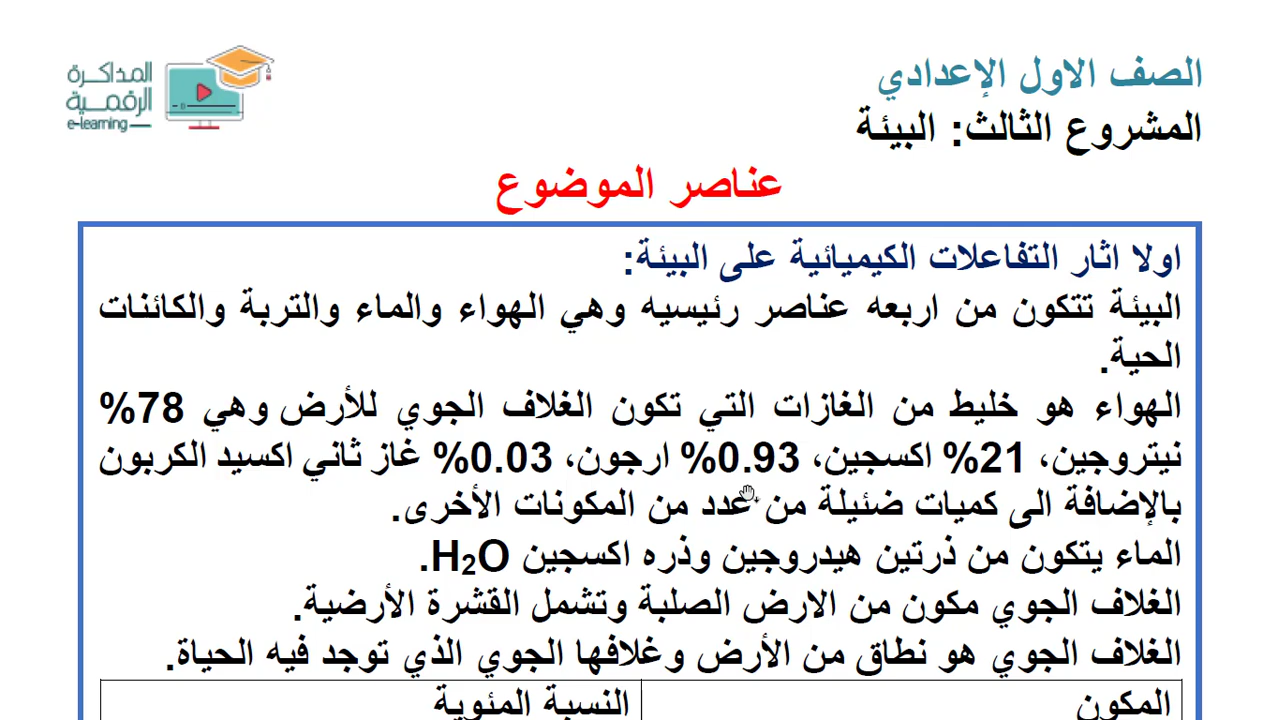 المذاكرة
الرقمية
e-learning
الصف الاول الإعدادي
المشروع الثالث: البيئة
عناصر الموضوع
اولا اثار التفاعلات الكيميائية على البيئة:
البيئة تتكون من اربعه عناصر رئيسيه وهي الهواء والماء والتربة والكائنات
الحية.
الهواء هو خليط من الغازات التي تكون الغلاف الجوي للأرض وهي 78%
نيتروجين، 21% اكسجين، 0.93% ارجون، 0.03% غاز ثاني اكسيد الكربون
بالإضافة الى كميات ضئيلة من عدد من المكونات الأخرى.
الماء يتكون من ذرتين هيدروجين وذره اكسجين H₂O.
الغلاف الجوي مكون من الارض الصلبة وتشمل القشرة الأرضية.
الغلاف الجوي هو نطاق من الأرض وغلافها الجوي الذي توجد فيه الحياة.
المكون النسبة المئوية